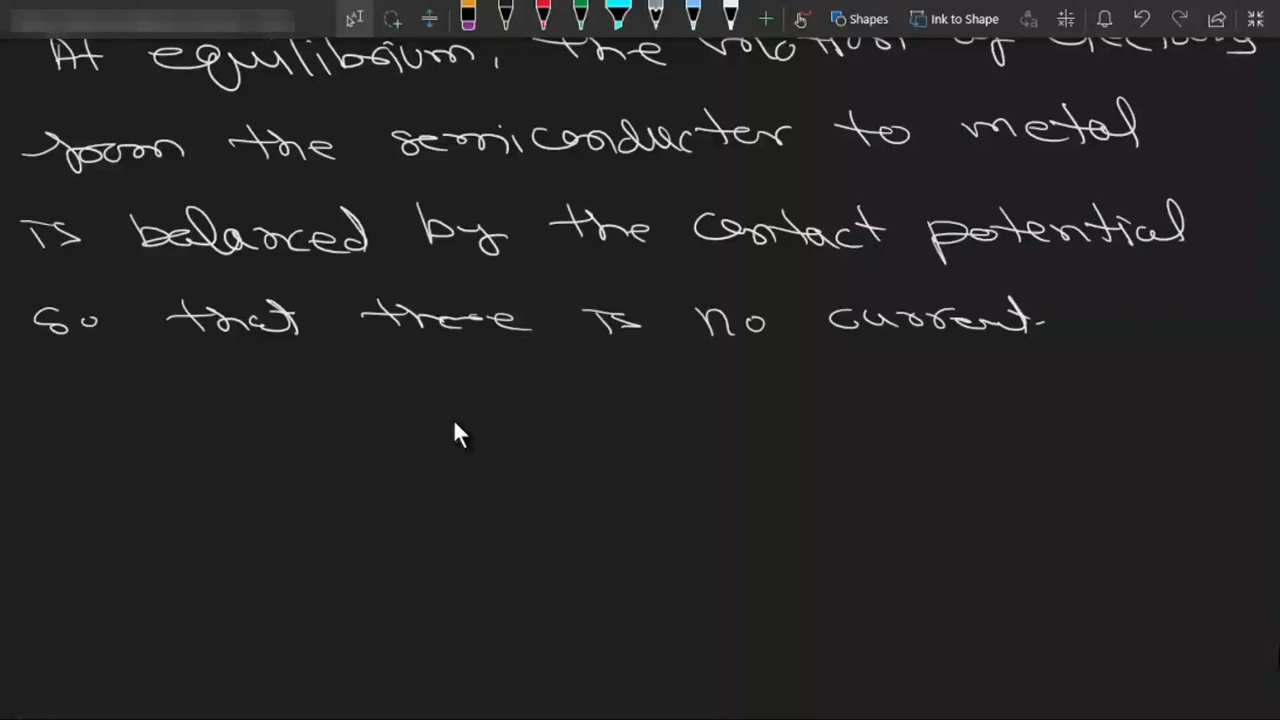 Shapes
Ink to Shape
At equilibrium, the of
from the semiconductor to metal
is balanced by the contact potential
so that there is no current.